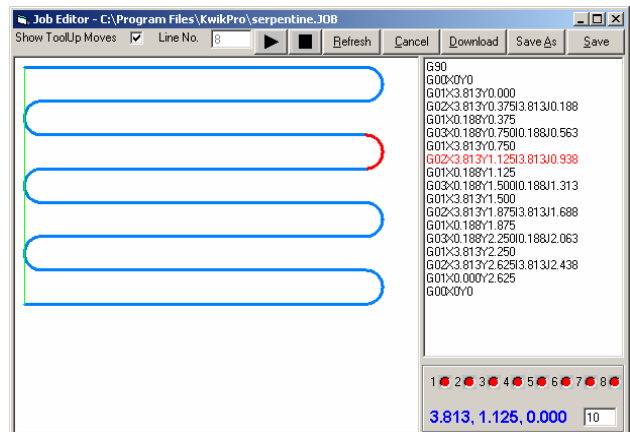 Job Editor - C:\Program Files\KwikPro\serpentine.JOB
Show ToolUp Moves Line No. 8 Refresh Cancel Download Save As Save
G90
G00X0Y0
G01X3.813Y0.000
G02X3.813Y0.375I3.813J0.188
G01X0.188Y0.375
G03X0.188Y0.750I0.188J0.563
G01X3.813Y0.750
G02X3.813Y1.125I3.813J0.938
G01X0.188Y1.125
G03X0.188Y1.500I0.188J1.313
G01X3.813Y1.500
G02X3.813Y1.875I3.813J1.688
G01X0.188Y1.875
G03X0.188Y2.250I0.188J2.063
G01X3.813Y2.250
G02X3.813Y2.625I3.813J2.438
G01X0.000Y2.625
G00X0Y0
1 2 3 4 5 6 7 8
3.813, 1.125, 0.000 10